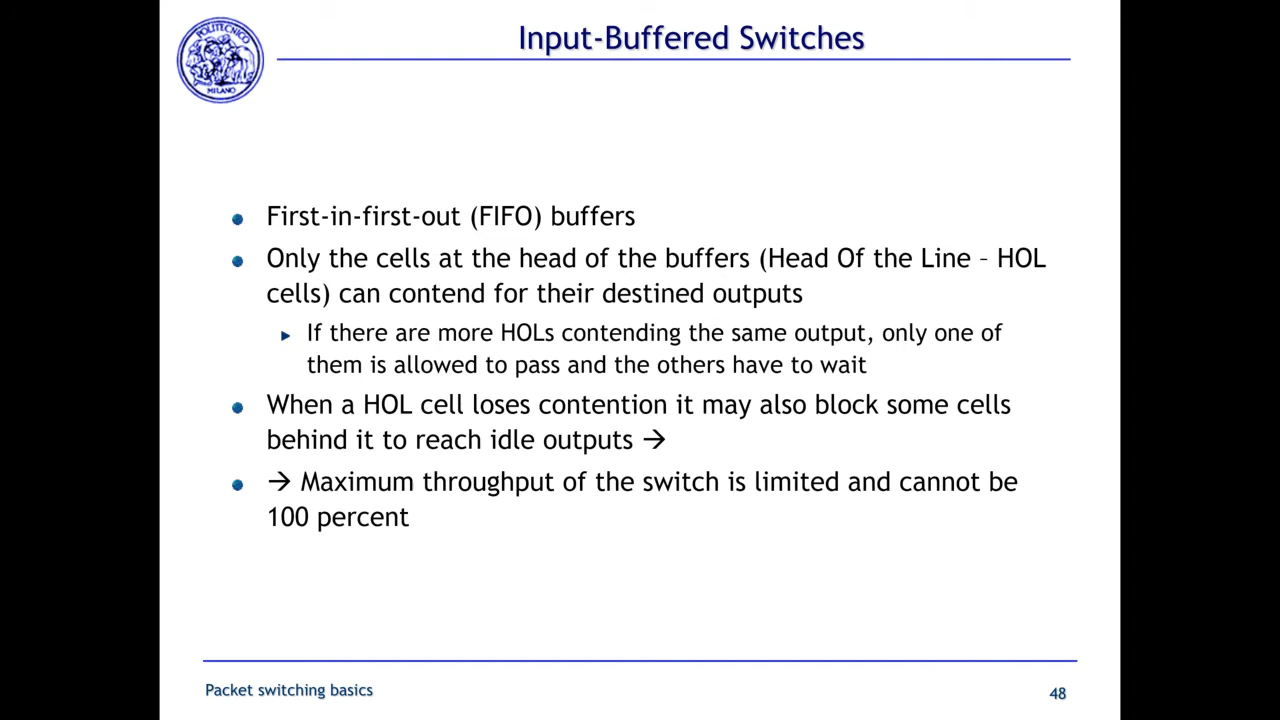 POLITECNICO
MILANO
Input-Buffered Switches
First-in-first-out (FIFO) buffers
Only the cells at the head of the buffers (Head Of the Line – HOL
cells) can contend for their destined outputs
If there are more HOLs contending the same output, only one of
them is allowed to pass and the others have to wait
When a HOL cell loses contention it may also block some cells
behind it to reach idle outputs →
→ Maximum throughput of the switch is limited and cannot be
100 percent
Packet switching basics
48